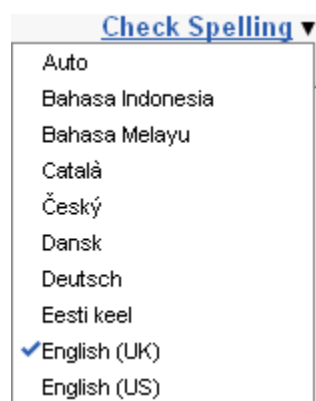 Check Spelling ▼
Auto
Bahasa Indonesia
Bahasa Melayu
Català
Český
Dansk
Deutsch
Eesti keel
✔English (UK)
English (US)